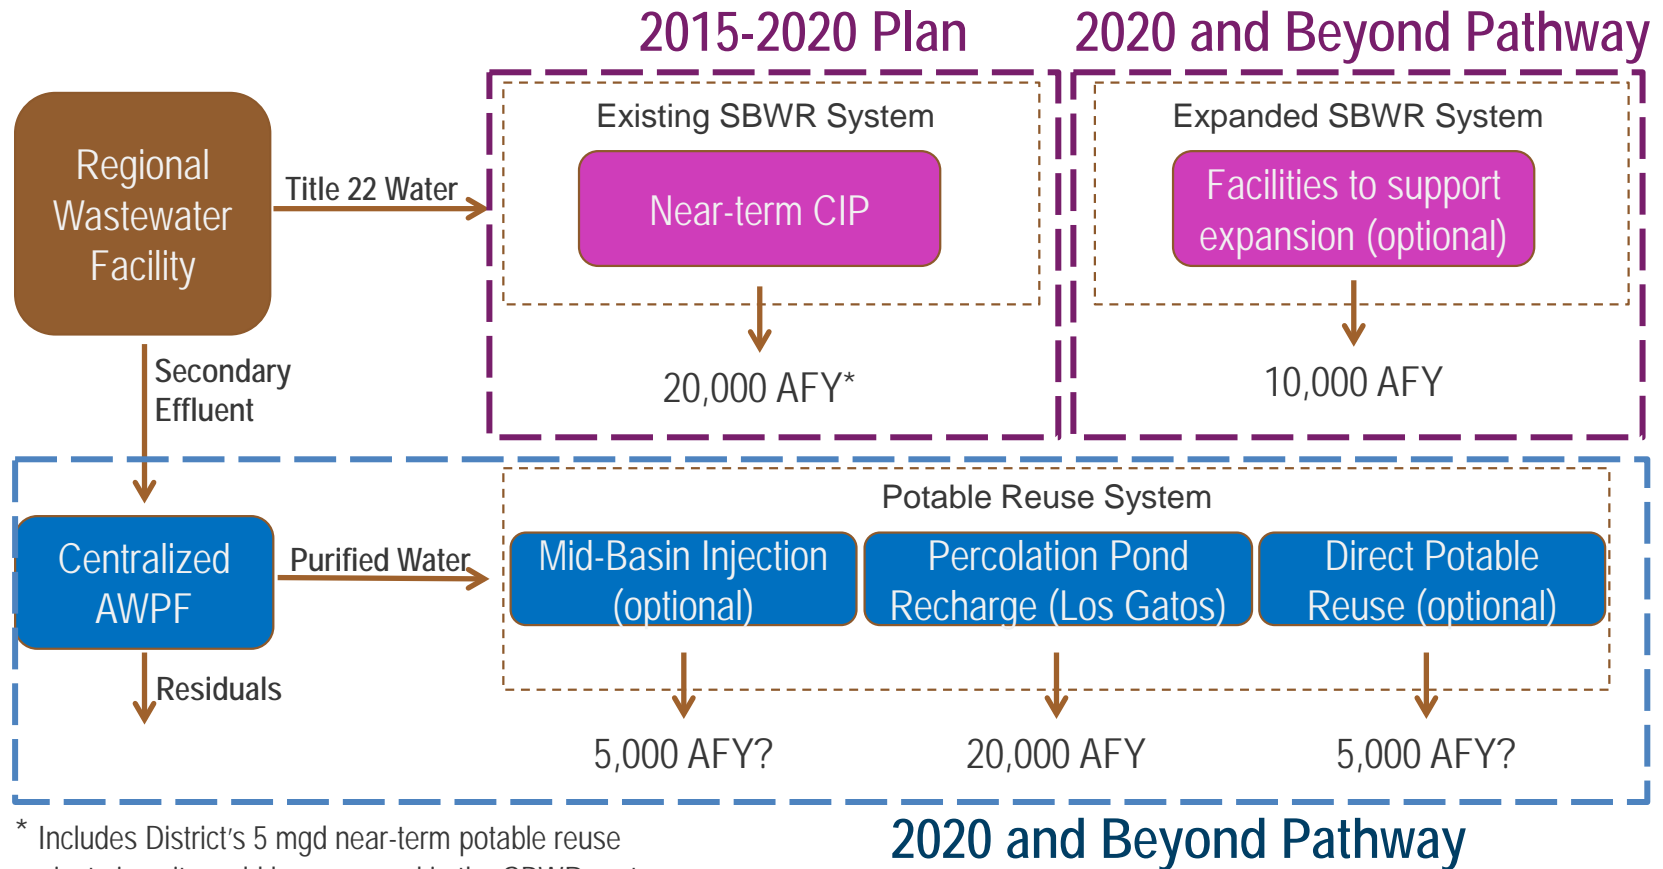 2015-2020 Plan
2020 and Beyond Pathway
Existing SBWR System
Expanded SBWR System
Regional
Wastewater
Facility
Title 22 Water
Near-term CIP
Facilities to support
expansion (optional)
Secondary
Effluent
20,000 AFY*
10,000 AFY
Potable Reuse System
Centralized
AWPF
Purified Water
Mid-Basin Injection
(optional)
Percolation Pond
Recharge (Los Gatos)
Direct Potable
Reuse (optional)
Residuals
5,000 AFY?
20,000 AFY
5,000 AFY?
* Includes District's 5 mgd near-term potable reuse
2020 and Beyond Pathway